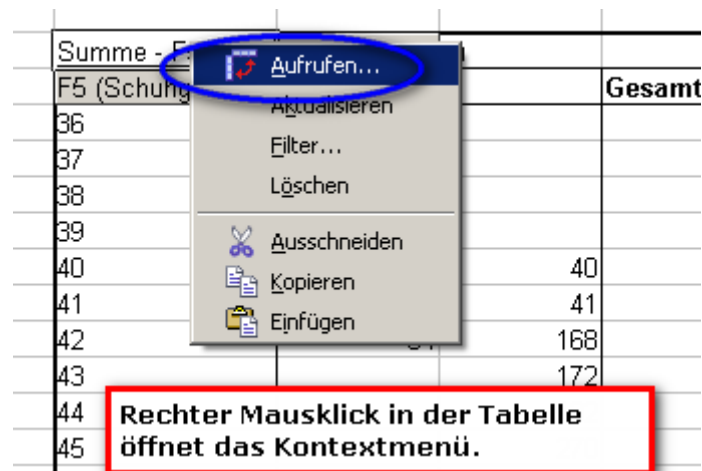 Summe - F
Aufrufen...
F5 (Schuhg
Gesamt
Aktualisieren
36
37
Filter...
38
Löschen
39
Ausschneiden
40
40
Kopieren
41
41
Einfügen
42
168
43
172
44
Rechter Mausklick in der Tabelle
45
öffnet das Kontextmenü.